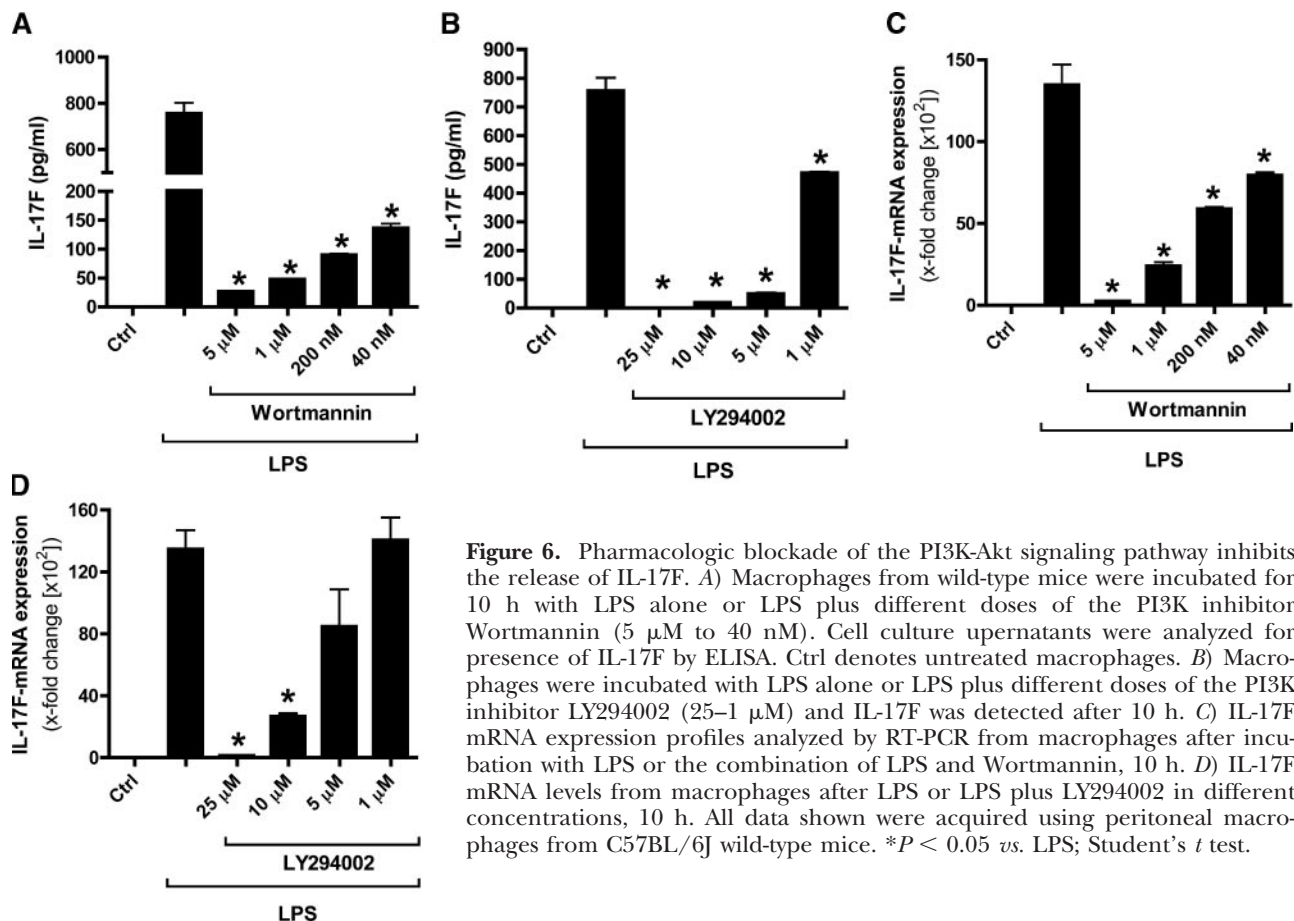 A
IL-17F (pg/ml)
1000
800
600
200
150
100
50
0
* * * *
Ctrl
5 μM
1 μM
200 nM
40 nM
Wortmannin
LPS
B
IL-17F (pg/ml)
900
800
700
600
500
400
300
200
100
0
* * * *
Ctrl
25 μM
10 μM
5 μM
1 μM
LY294002
LPS
C
IL-17F-mRNA expression
(x-fold change [x10²])
150
100
50
0
* * * *
Ctrl
5 μM
1 μM
200 nM
40 nM
Wortmannin
LPS
D
IL-17F-mRNA expression
(x-fold change [x10²])
160
120
80
40
0
* *
Ctrl
25 μM
10 μM
5 μM
1 μM
LY294002
LPS
Figure 6. Pharmacologic blockade of the PI3K-Akt signaling pathway inhibits
the release of IL-17F. A) Macrophages from wild-type mice were incubated for
10 h with LPS alone or LPS plus different doses of the PI3K inhibitor
Wortmannin (5 μM to 40 nM). Cell culture upernatants were analyzed for
presence of IL-17F by ELISA. Ctrl denotes untreated macrophages. B) Macro-
phages were incubated with LPS alone or LPS plus different doses of the PI3K
inhibitor LY294002 (25–1 μM) and IL-17F was detected after 10 h. C) IL-17F
mRNA expression profiles analyzed by RT-PCR from macrophages after incu-
bation with LPS or the combination of LPS and Wortmannin, 10 h. D) IL-17F
mRNA levels from macrophages after LPS or LPS plus LY294002 in different
concentrations, 10 h. All data shown were acquired using peritoneal macro-
phages from C57BL/6J wild-type mice. *P < 0.05 vs. LPS; Student's t test.